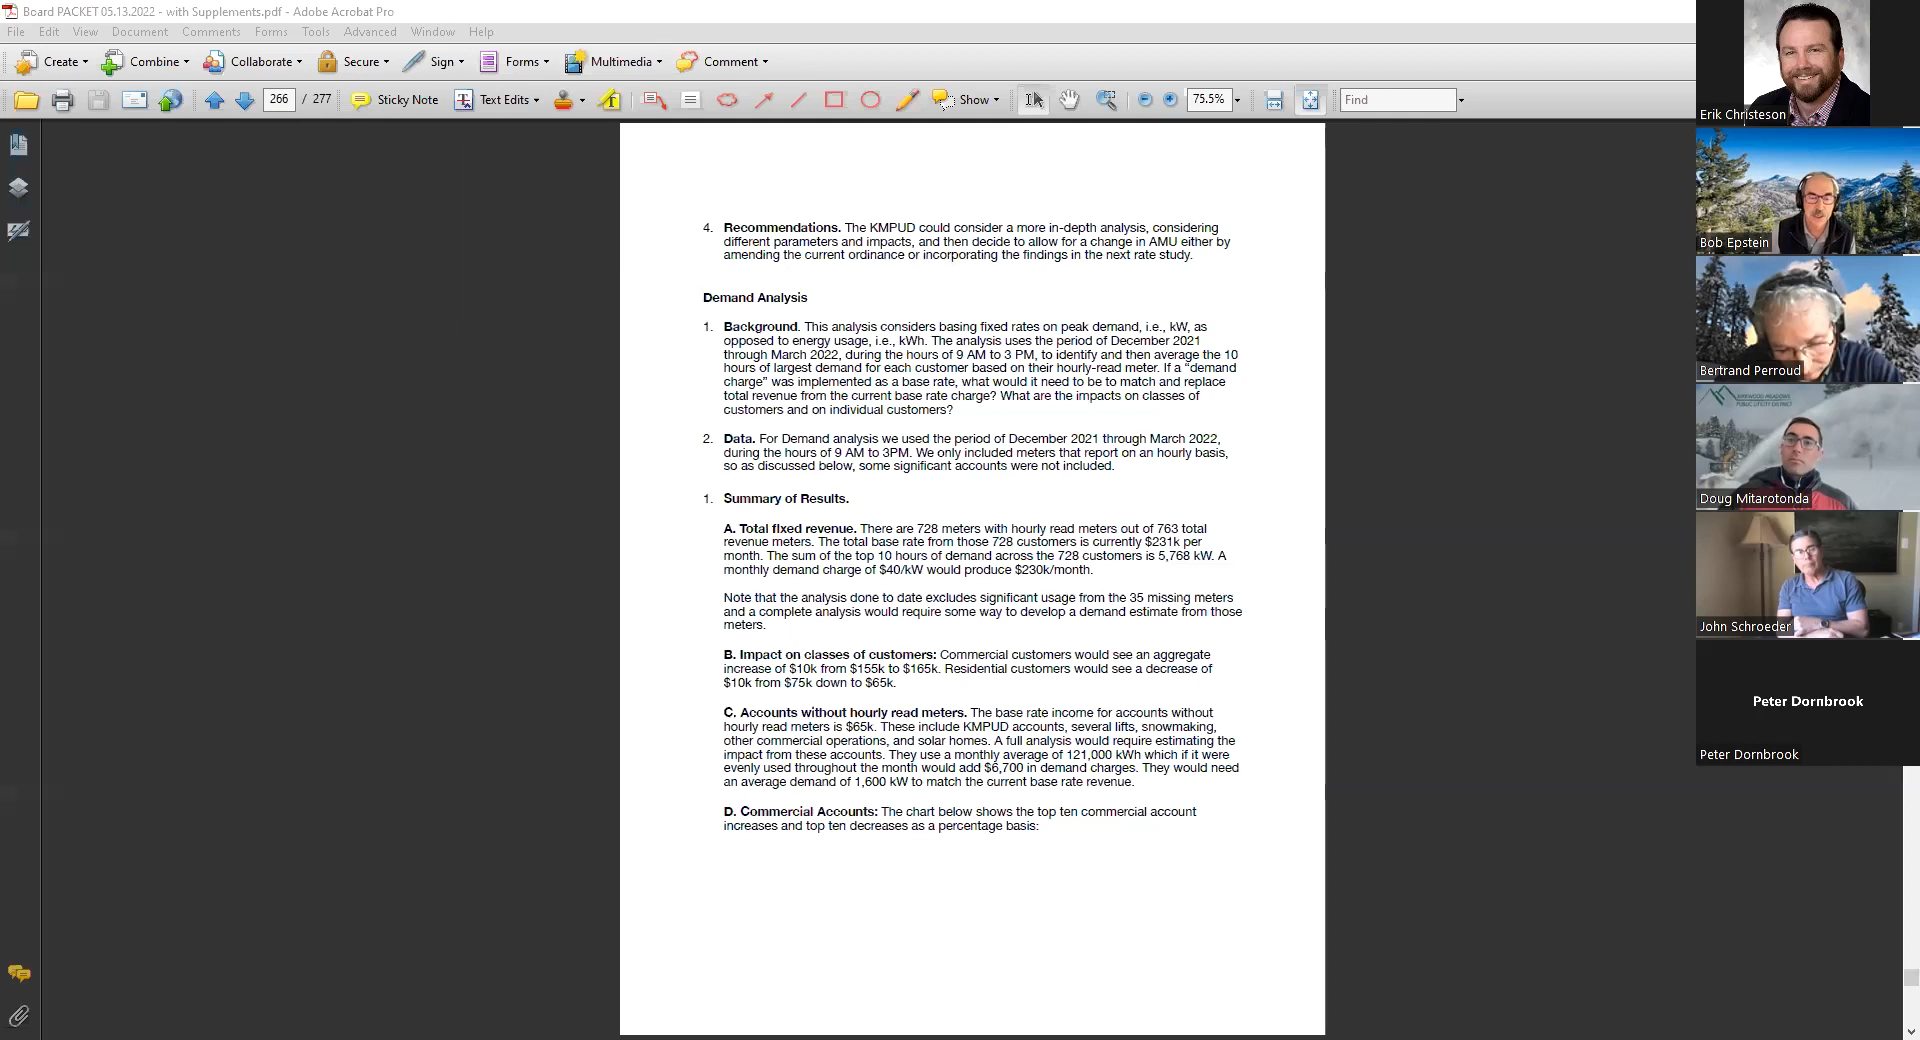 Board PACKET 05.13.2022 - with Supplements.pdf - Adobe Acrobat Pro
File Edit View Document Comments Forms Tools Advanced Window Help
Create Combine Collaborate Secure Sign Forms Multimedia Comment
266 / 277 Sticky Note Text Edits Show 75.5% Find
4. Recommendations. The KMPUD could consider a more in-depth analysis, considering
different parameters and impacts, and then decide to allow for a change in AMU either by
amending the current ordinance or incorporating the findings in the next rate study.
Demand Analysis
1. Background. This analysis considers basing fixed rates on peak demand, i.e., kW, as
opposed to energy usage, i.e., kWh. The analysis uses the period of December 2021
through March 2022, during the hours of 9 AM to 3 PM, to identify and then average the 10
hours of largest demand for each customer based on their hourly-read meter. If a “demand
charge” was implemented as a base rate, what would it need to be to match and replace
total revenue from the current base rate charge? What are the impacts on classes of
customers and on individual customers?
2. Data. For Demand analysis we used the period of December 2021 through March 2022,
during the hours of 9 AM to 3PM. We only included meters that report on an hourly basis,
so as discussed below, some significant accounts were not included.
1. Summary of Results.
A. Total fixed revenue. There are 728 meters with hourly read meters out of 763 total
revenue meters. The total base rate from those 728 customers is currently $231k per
month. The sum of the top 10 hours of demand across the 728 customers is 5,768 kW. A
monthly demand charge of $40/kW would produce $230k/month.
Note that the analysis done to date excludes significant usage from the 35 missing meters
and a complete analysis would require some way to develop a demand estimate from those
meters.
B. Impact on classes of customers: Commercial customers would see an aggregate
increase of $10k from $155k to $165k. Residential customers would see a decrease of
$10k from $75k down to $65k.
C. Accounts without hourly read meters. The base rate income for accounts without
hourly read meters is $65k. These include KMPUD accounts, several lifts, snowmaking,
other commercial operations, and solar homes. A full analysis would require estimating the
impact from these accounts. They use a monthly average of 121,000 kWh which if it were
evenly used throughout the month would add $6,700 in demand charges. They would need
an average demand of 1,600 kW to match the current base rate revenue.
D. Commercial Accounts: The chart below shows the top ten commercial account
increases and top ten decreases as a percentage basis:
Erik Christeson
Bob Epstein
Bertrand Perroud
KIRKWOOD MEADOWS
PUBLIC UTILITY DISTRICT
Doug Mitarotonda
John Schroeder
Peter Dornbrook
Peter Dornbrook